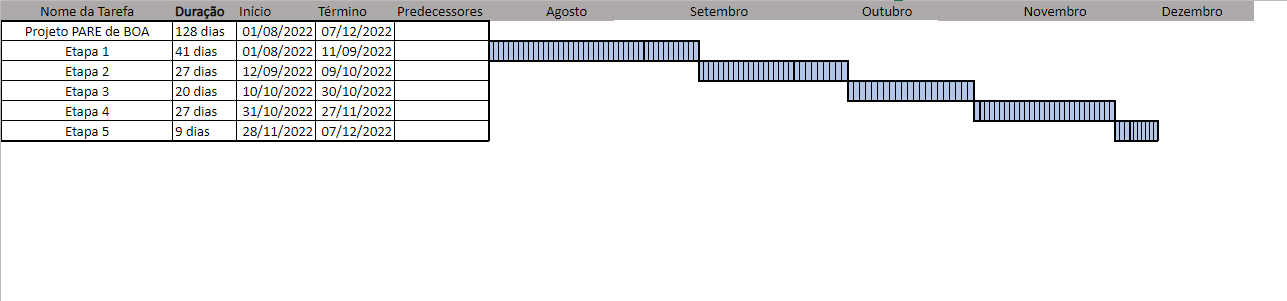 Nome da Tarefa Duração Início Término Predecessores Agosto Setembro Outubro Novembro Dezembro
Projeto PARE de BOA 128 dias 01/08/2022 07/12/2022
Etapa 1 41 dias 01/08/2022 11/09/2022
Etapa 2 27 dias 12/09/2022 09/10/2022
Etapa 3 20 dias 10/10/2022 30/10/2022
Etapa 4 27 dias 31/10/2022 27/11/2022
Etapa 5 9 dias 28/11/2022 07/12/2022